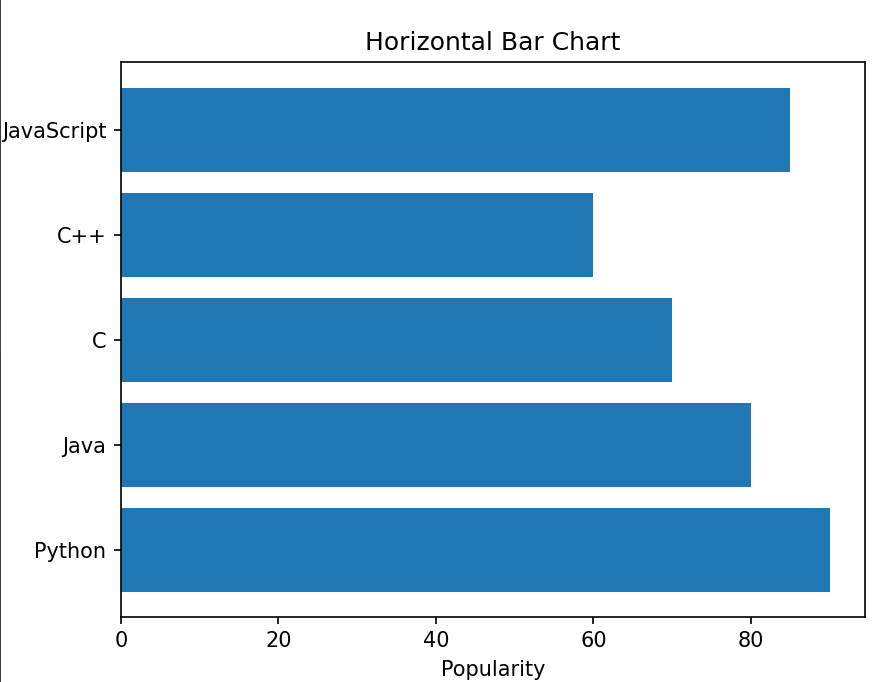 Horizontal Bar Chart
JavaScript
C++
C
Java
Python
0 20 40 60 80
Popularity